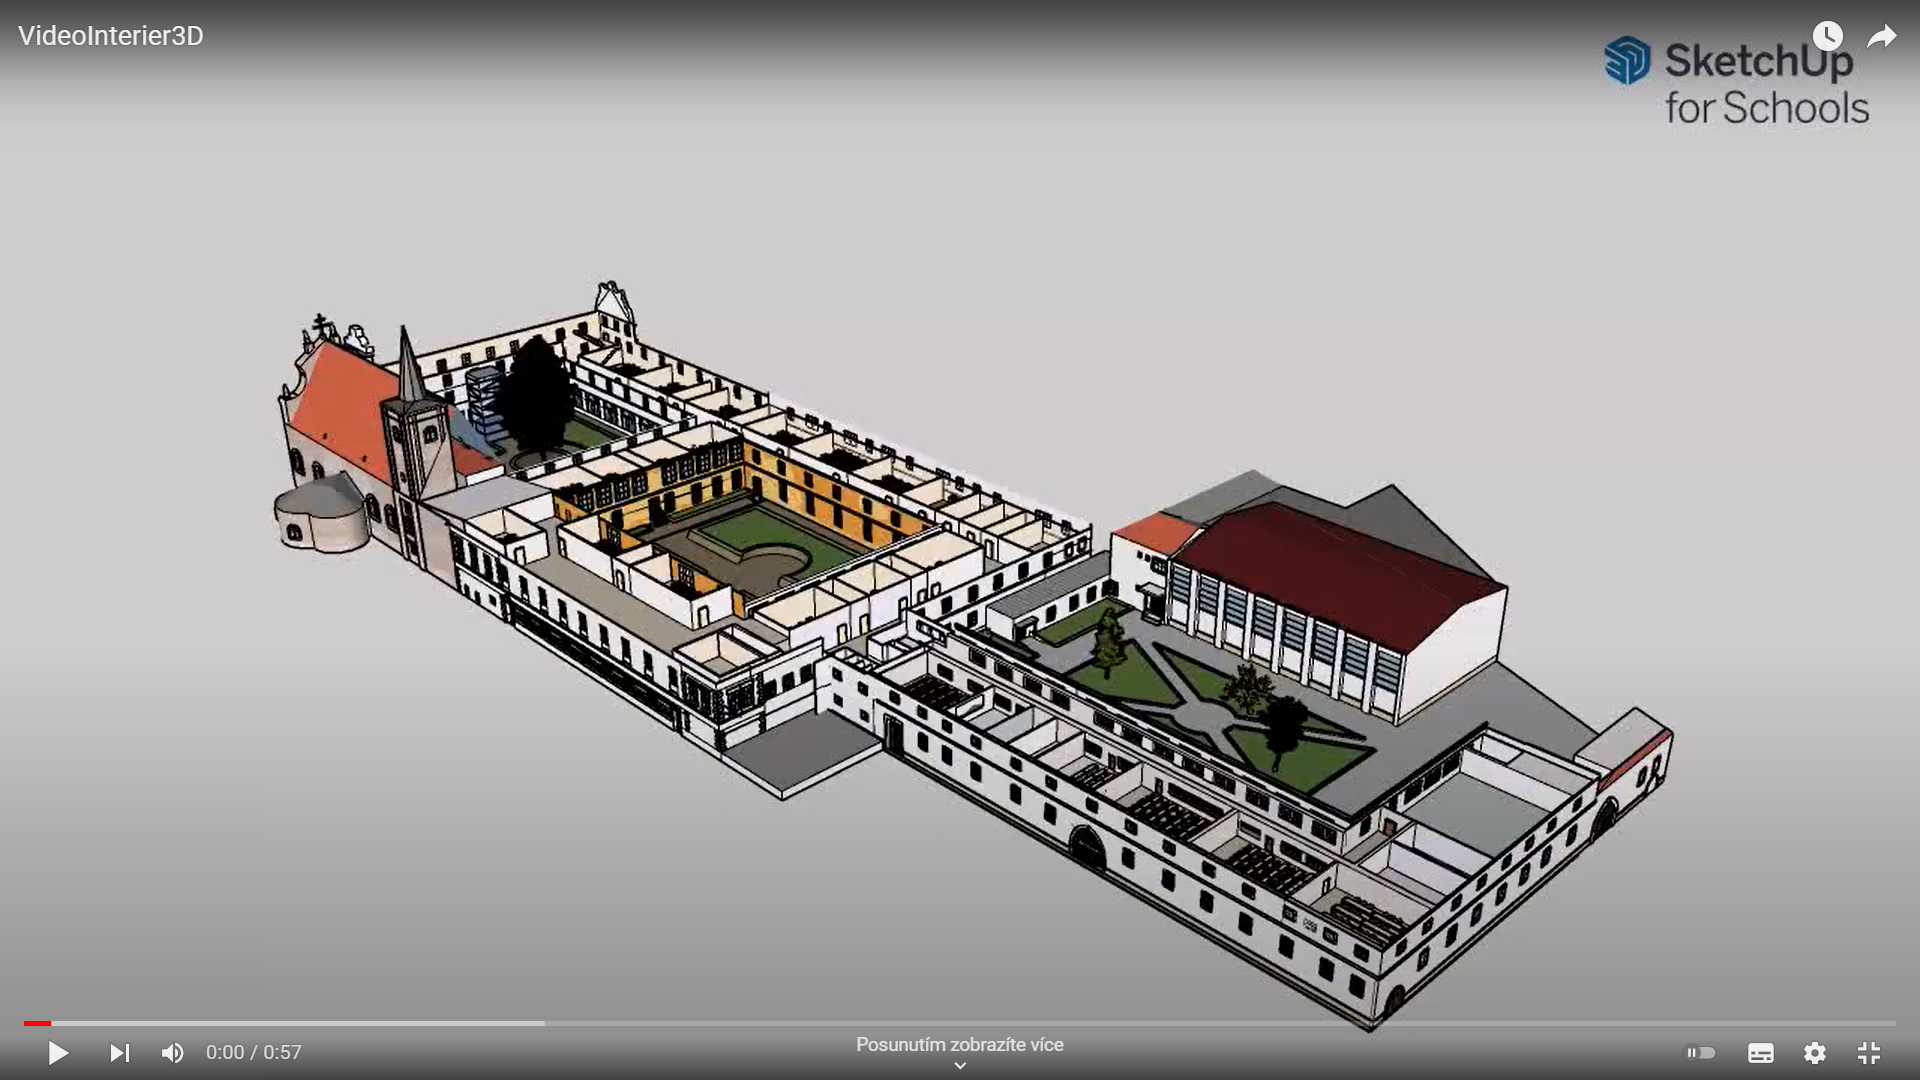 VideoInterier3D
SketchUp
for Schools
0:00 / 0:57
Posunutím zobrazíte více